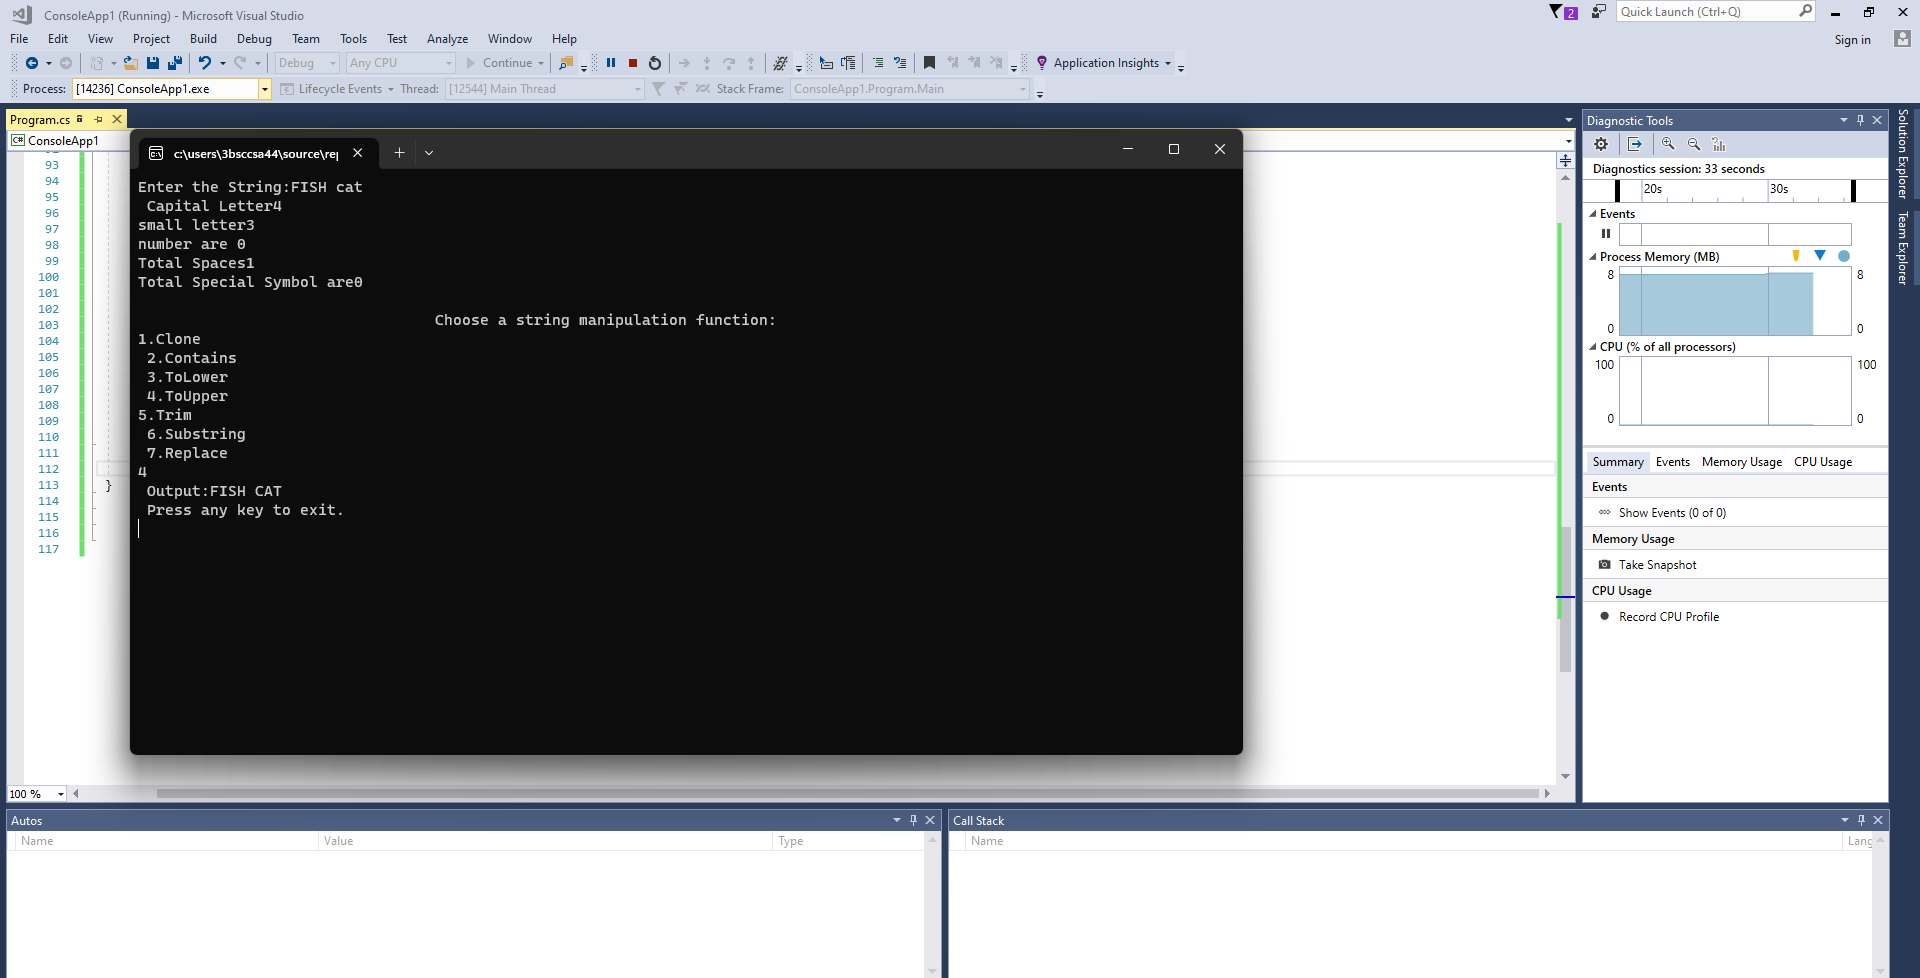 ConsoleApp1 (Running) - Microsoft Visual Studio
2
Quick Launch (Ctrl+Q)
File Edit View Project Build Debug Team Tools Test Analyze Window Help
Sign in
Debug Any CPU Continue Application Insights
Process: [14236] ConsoleApp1.exe Lifecycle Events Thread: [12544] Main Thread Stack Frame: ConsoleApp1.Program.Main
Program.cs
C# ConsoleApp1
93
94
95
96
97
98
99
100
101
102
103
104
105
106
107
108
109
110
111
112
113 }
114
115
116
117
100 %
c:\users\3bsccsa44\source\re
Enter the String:FISH cat
Capital Letter4
small letter3
number are 0
Total Spaces1
Total Special Symbol are0
Choose a string manipulation function:
1.Clone
2.Contains
3.ToLower
4.ToUpper
5.Trim
6.Substring
7.Replace
4
Output:FISH CAT
Press any key to exit.
Diagnostic Tools
Diagnostics session: 33 seconds
20s 30s
Events
Process Memory (MB)
8 8
0 0
CPU (% of all processors)
100 100
0 0
Summary Events Memory Usage CPU Usage
Events
Show Events (0 of 0)
Memory Usage
Take Snapshot
CPU Usage
Record CPU Profile
Solution Explorer
Team Explorer
Autos
Name Value Type
Call Stack
Name Lang